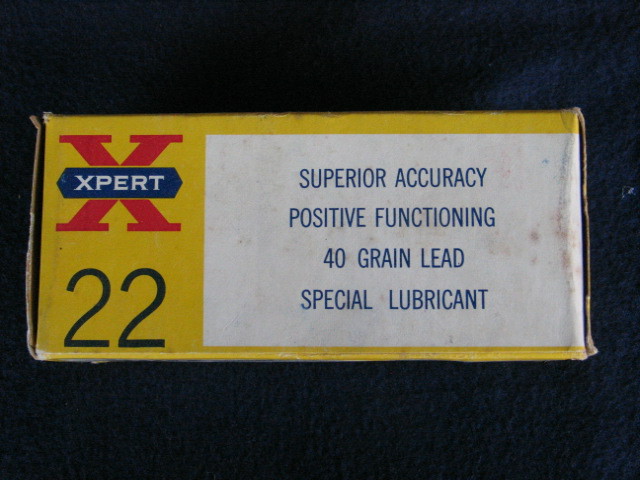 X
XPERT
22
SUPERIOR ACCURACY
POSITIVE FUNCTIONING
40 GRAIN LEAD
SPECIAL LUBRICANT